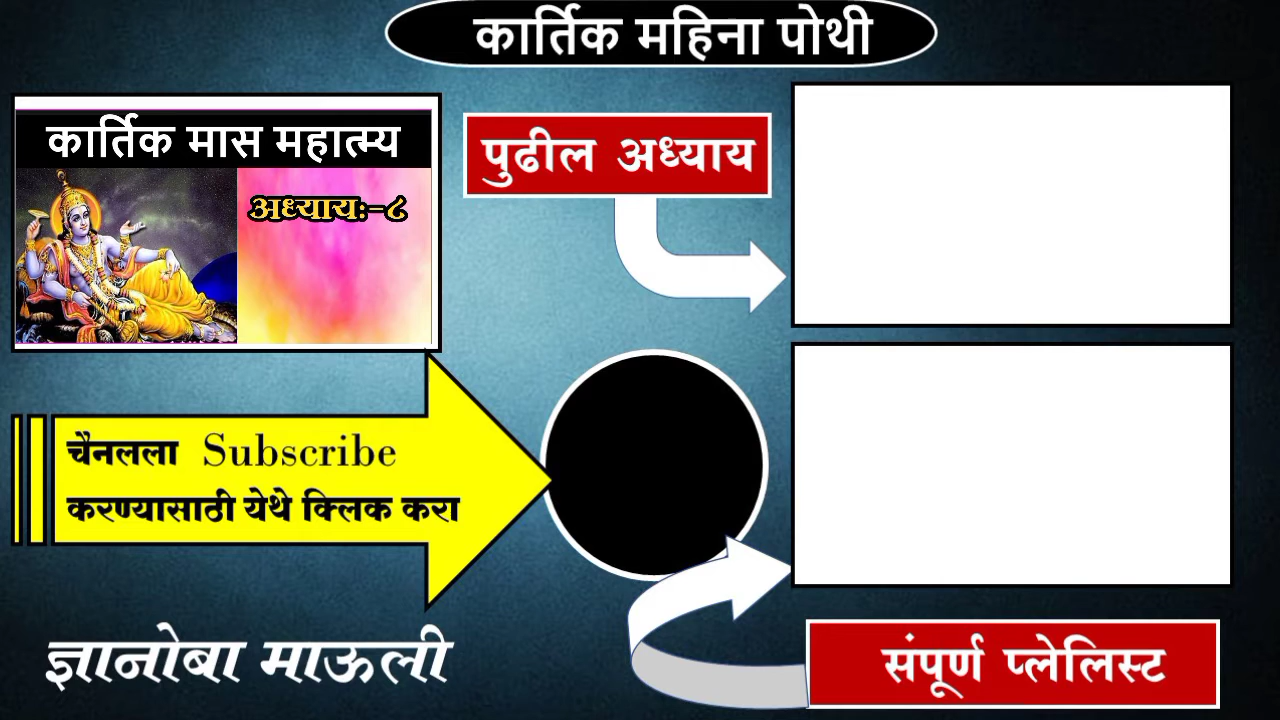 कार्तिक महिना पोथी
कार्तिक मास महात्म्य
अध्याय:-८
पुढील अध्याय
चॅनलला Subscribe
करण्यासाठी येथे क्लिक करा
ज्ञानोबा माऊली
संपूर्ण प्लेलिस्ट